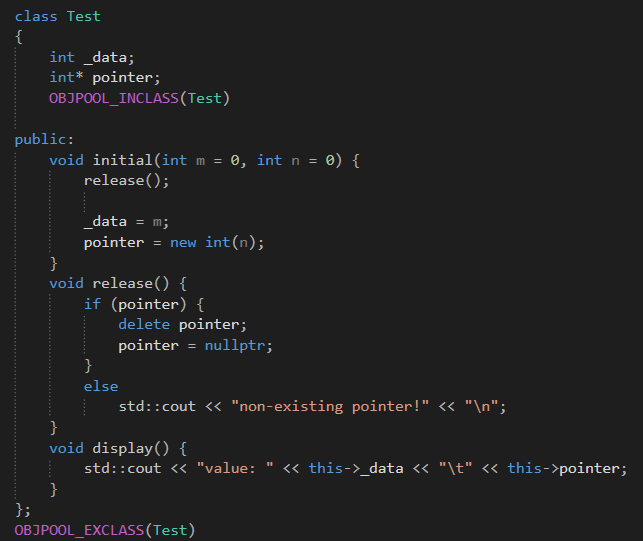 class Test
{
    int _data;
    int* pointer;
    OBJPOOL_INCLASS(Test)

public:
    void initial(int m = 0, int n = 0) {
        release();

        _data = m;
        pointer = new int(n);
    }
    void release() {
        if (pointer) {
            delete pointer;
            pointer = nullptr;
        }
        else
            std::cout << "non-existing pointer!" << "\n";
    }
    void display() {
        std::cout << "value: " << this->_data << "\t" << this->pointer;
    }
};
OBJPOOL_EXCLASS(Test)